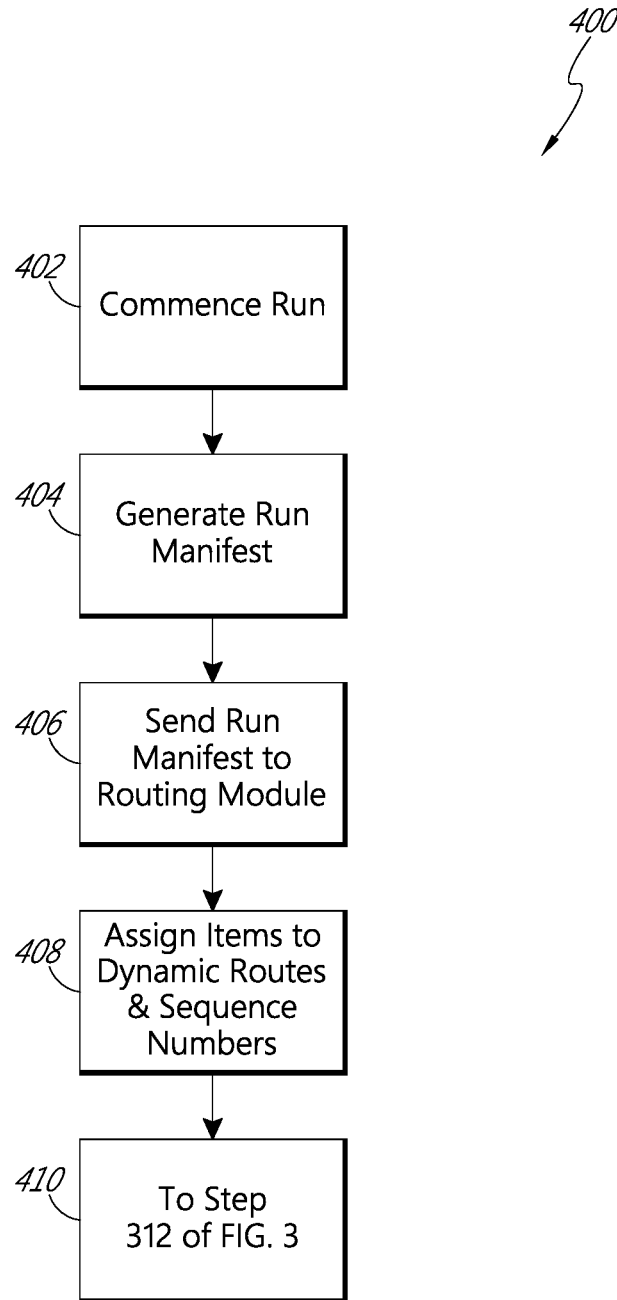 400
402
Commence Run
404
Generate Run
Manifest
406
Send Run
Manifest to
Routing Module
408
Assign Items to
Dynamic Routes
& Sequence
Numbers
410
To Step
312 of FIG. 3